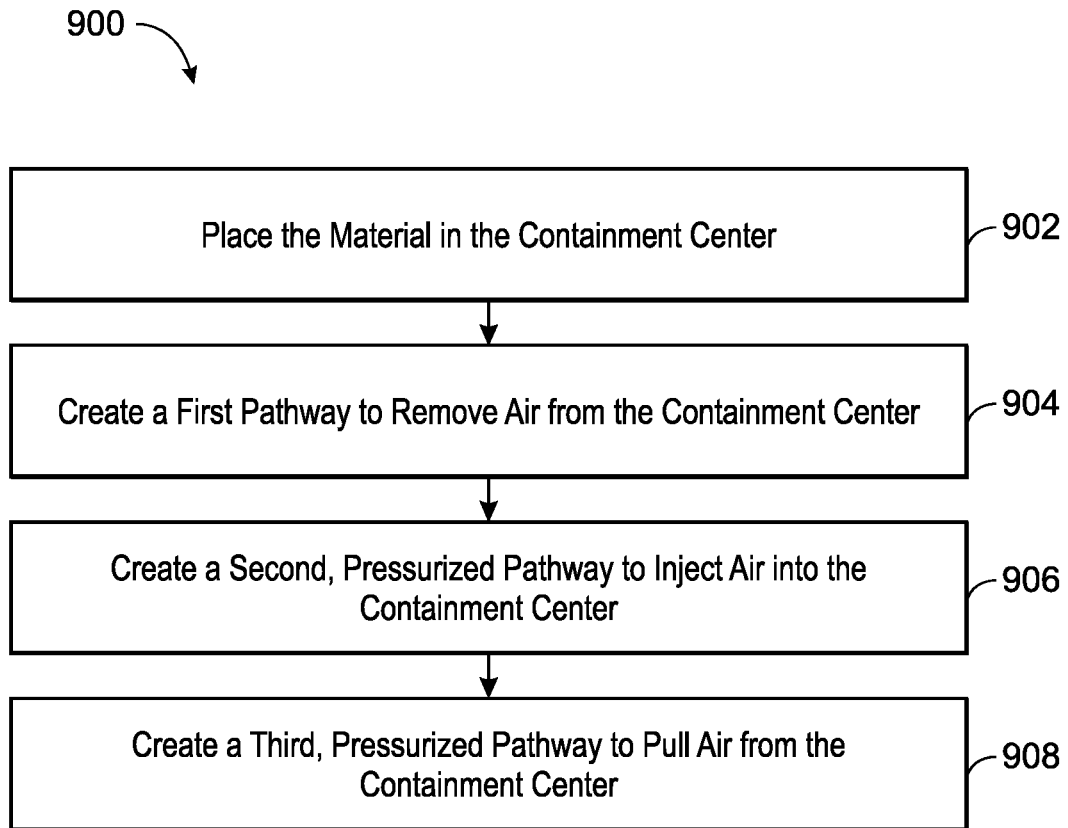 900
Place the Material in the Containment Center
902
Create a First Pathway to Remove Air from the Containment Center
904
Create a Second, Pressurized Pathway to Inject Air into the
Containment Center
906
Create a Third, Pressurized Pathway to Pull Air from the
Containment Center
908